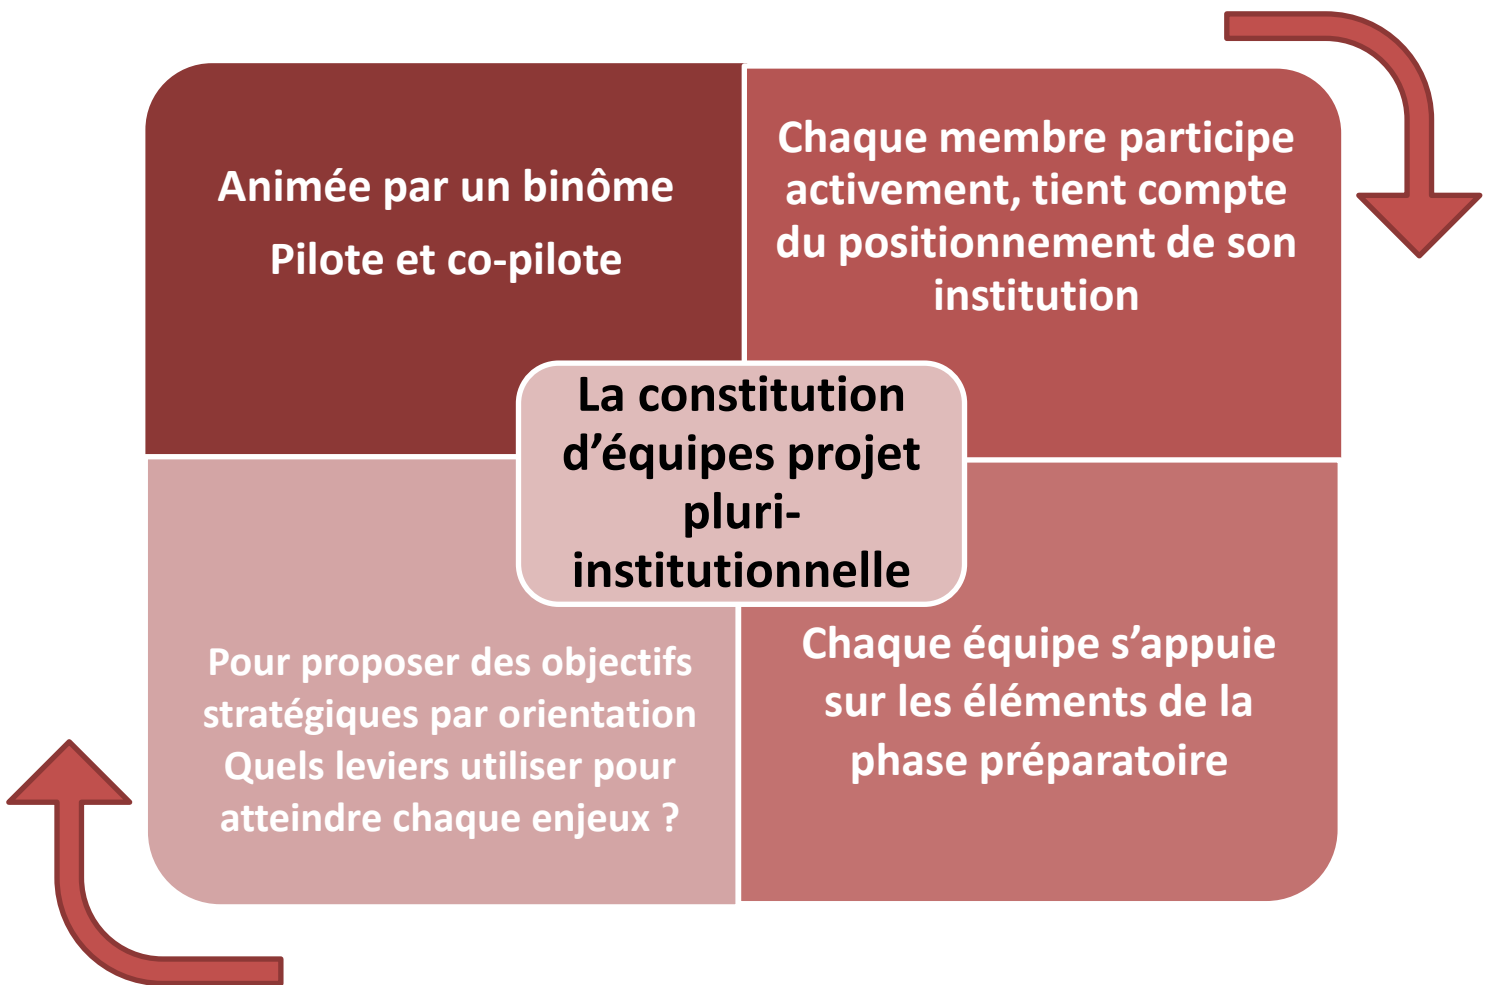 Animée par un binôme
Pilote et co-pilote
Chaque membre participe
activement, tient compte
du positionnement de son
institution
La constitution
d’équipes projet
pluri-
institutionnelle
Pour proposer des objectifs
stratégiques par orientation
Quels leviers utiliser pour
atteindre chaque enjeux ?
Chaque équipe s’appuie
sur les éléments de la
phase préparatoire